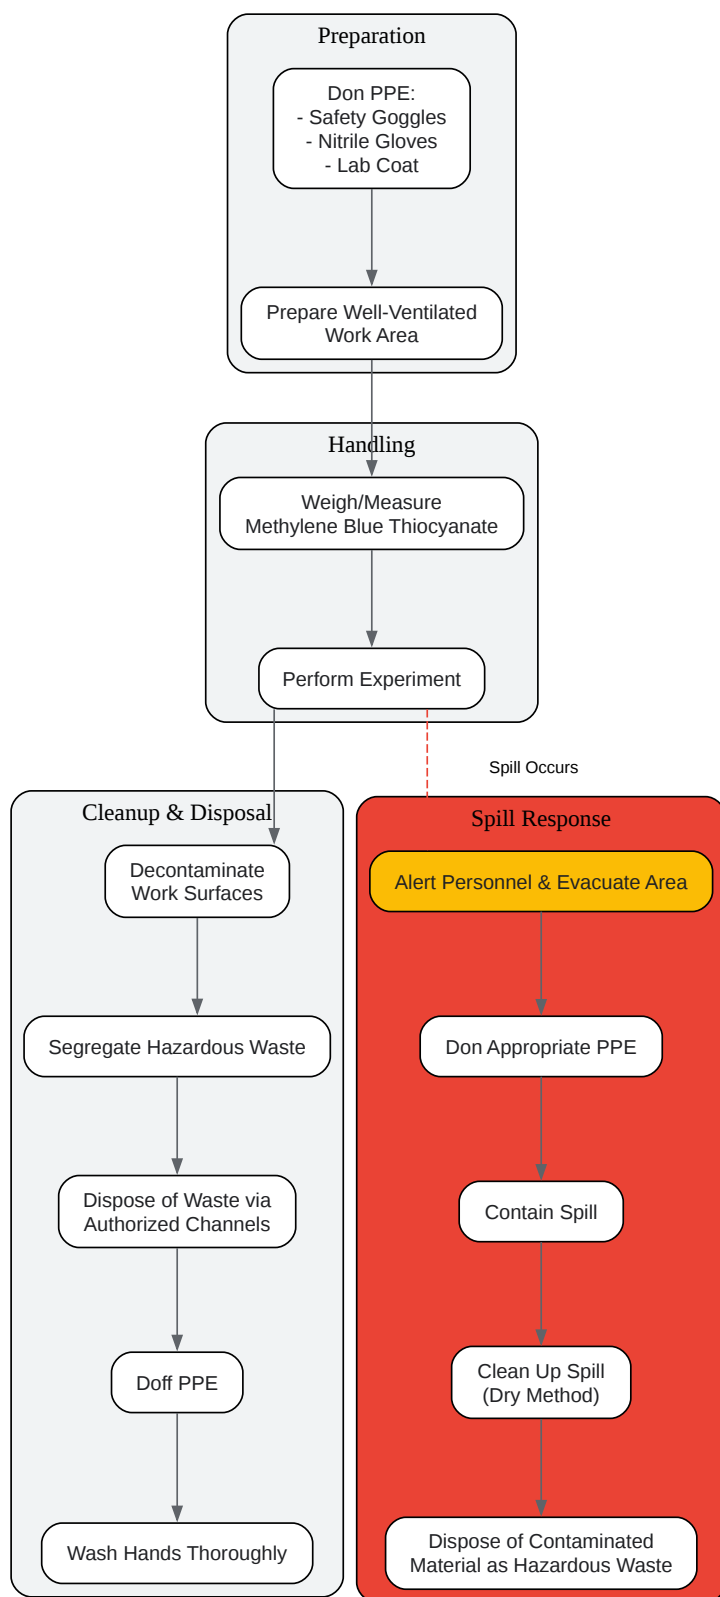 Preparation
Don PPE:
- Safety Goggles
- Nitrile Gloves
- Lab Coat
Prepare Well-Ventilated
Work Area
Handling
Weigh/Measure
Methylene Blue Thiocyanate
Perform Experiment
Spill Occurs
Cleanup & Disposal
Decontaminate
Work Surfaces
Segregate Hazardous Waste
Dispose of Waste via
Authorized Channels
Doff PPE
Wash Hands Thoroughly
Spill Response
Alert Personnel & Evacuate Area
Don Appropriate PPE
Contain Spill
Clean Up Spill
(Dry Method)
Dispose of Contaminated
Material as Hazardous Waste